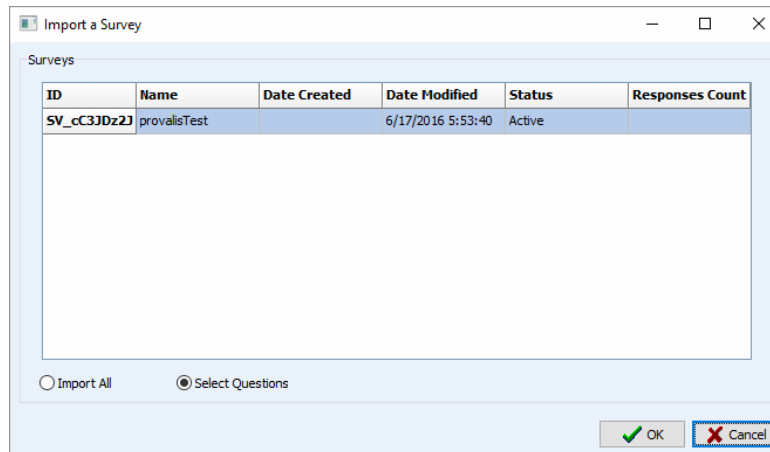 Import a Survey
Surveys
ID Name Date Created Date Modified Status Responses Count
SV_cC3JDz2J provalisTest 6/17/2016 5:53:40 Active
Import All Select Questions
OK Cancel